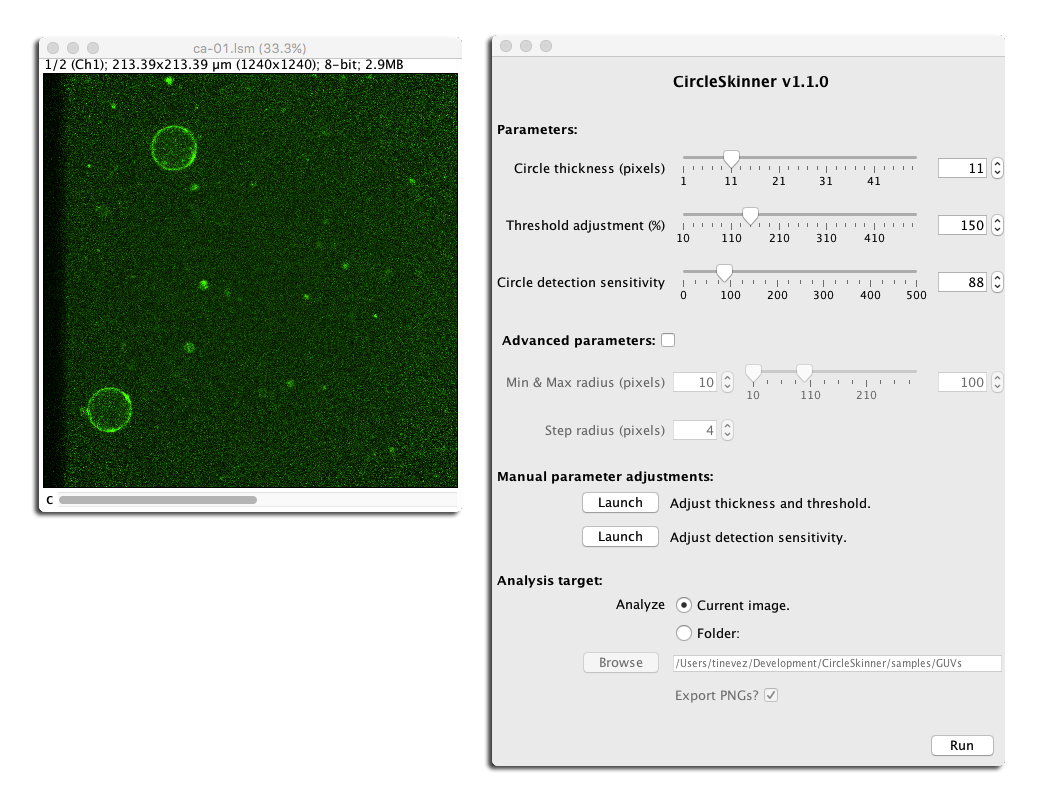 ca-01.lsm (33.3%)
1/2 (Ch1); 213.39x213.39 µm (1240x1240); 8-bit; 2.9MB
C
CircleSkinner v1.1.0
Parameters:
Circle thickness (pixels)
1 11 21 31 41
11
Threshold adjustment (%)
10 110 210 310 410
150
Circle detection sensitivity
0 100 200 300 400 500
88
Advanced parameters:
Min & Max radius (pixels) 10
10 110 210
100
Step radius (pixels) 4
Manual parameter adjustments:
Launch Adjust thickness and threshold.
Launch Adjust detection sensitivity.
Analysis target:
Analyze Current image.
Folder:
Browse /Users/tinevez/Development/CircleSkinner/samples/GUVs
Export PNGs?
Run